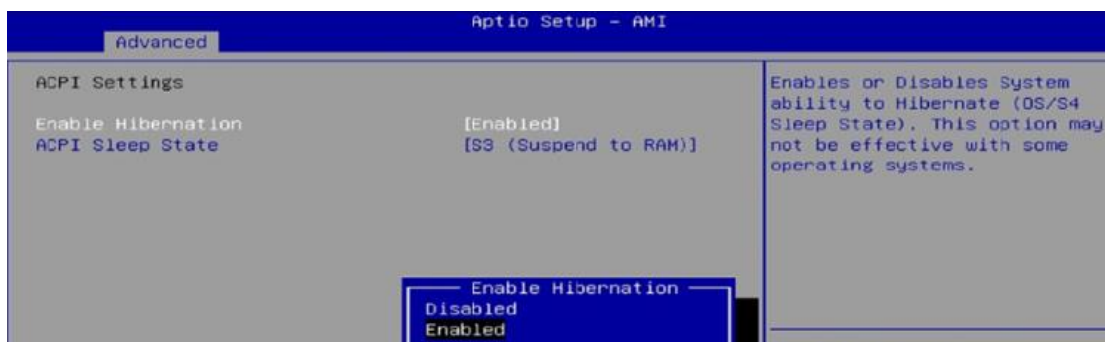 Aptio Setup - AMI
Advanced
ACPI Settings
Enable Hibernation [Enabled]
ACPI Sleep State [S3 (Suspend to RAM)]
Enables or Disables System
ability to Hibernate (OS/S4
Sleep State). This option may
not be effective with some
operating systems.
Enable Hibernation
Disabled
Enabled